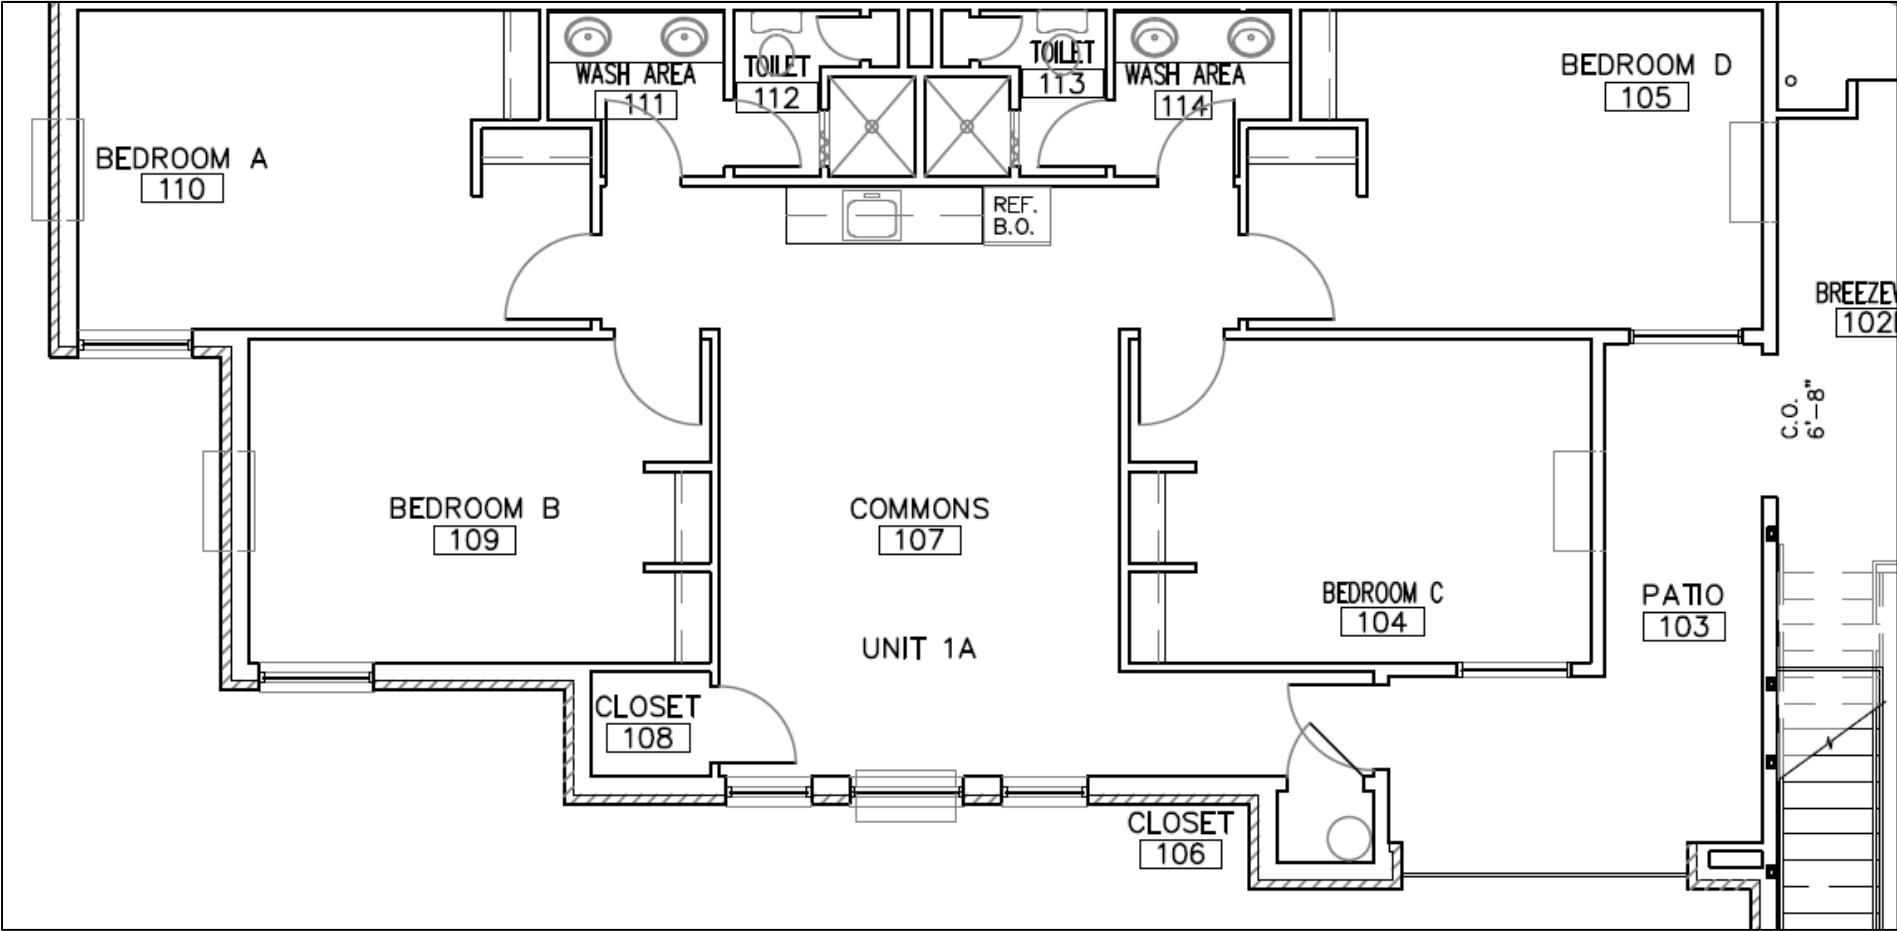 WASH AREA
111
TOILET
112
TOILET
113
WASH AREA
114
BEDROOM D
105
BEDROOM A
110
REF.
B.O.
BREEZEW
102
C.O.
6'-8"
BEDROOM B
109
COMMONS
107
BEDROOM C
104
PATIO
103
UNIT 1A
CLOSET
108
CLOSET
106